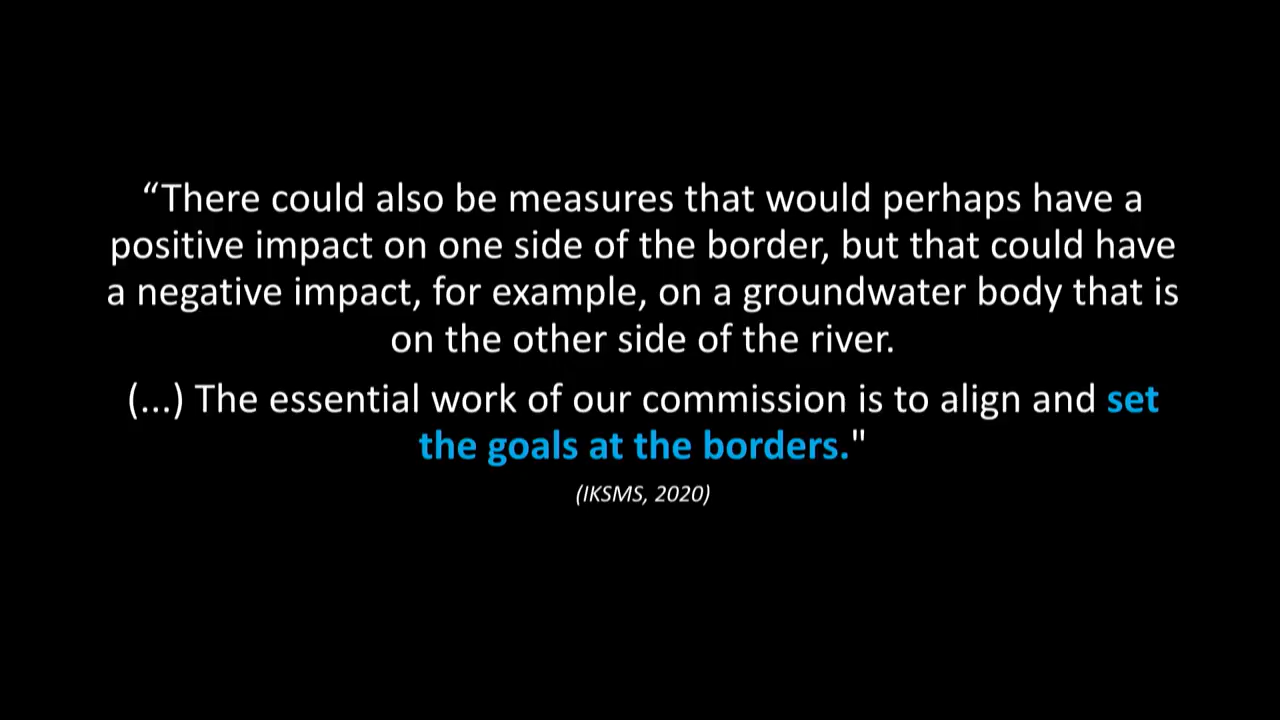 “There could also be measures that would perhaps have a
positive impact on one side of the border, but that could have
a negative impact, for example, on a groundwater body that is
on the other side of the river.
(...) The essential work of our commission is to align and set
the goals at the borders."
(IKSMS, 2020)